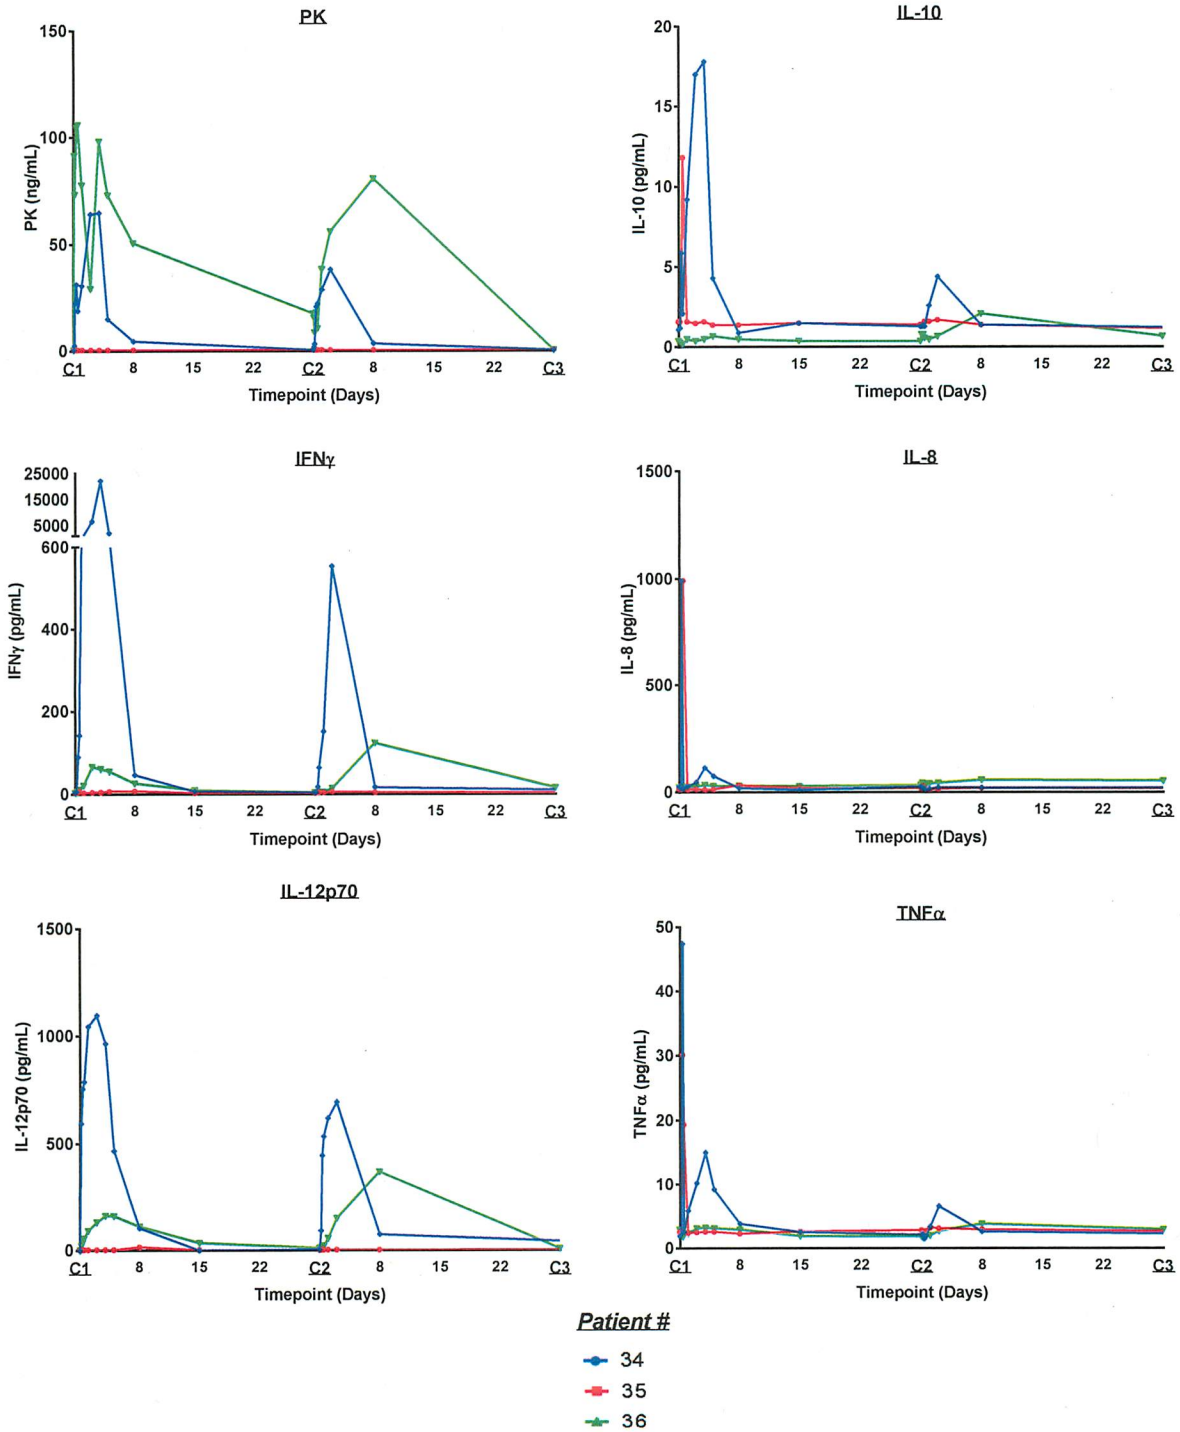 PK
150
100
50
0
PK (ng/mL)
C1 8 15 22 C2 8 15 22 C3
Timepoint (Days)
IL-10
20
15
10
5
0
IL-10 (pg/mL)
C1 8 15 22 C2 8 15 22 C3
Timepoint (Days)
IFNγ
25000
15000
5000
600
400
200
0
IFNγ (pg/mL)
C1 8 15 22 C2 8 15 22 C3
Timepoint (Days)
IL-8
1500
1000
500
0
IL-8 (pg/mL)
C1 8 15 22 C2 8 15 22 C3
Timepoint (Days)
IL-12p70
1500
1000
500
0
IL-12p70 (pg/mL)
C1 8 15 22 C2 8 15 22 C3
Timepoint (Days)
TNFα
50
40
30
20
10
0
TNFα (pg/mL)
C1 8 15 22 C2 8 15 22 C3
Timepoint (Days)
Patient #
34
35
36